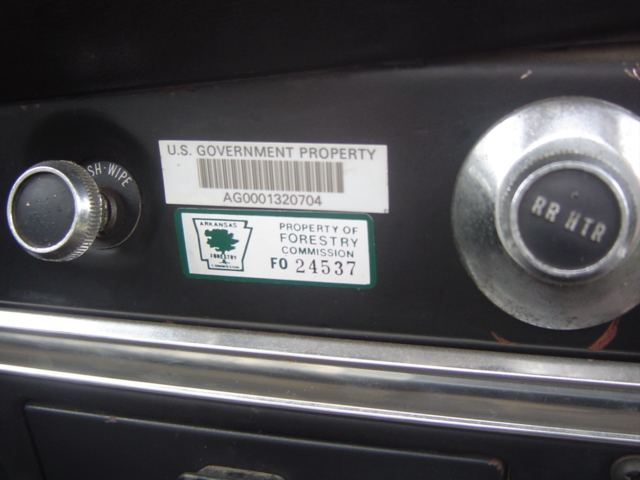 SH-WIPE
U.S. GOVERNMENT PROPERTY
AG0001320704
ARKANSAS
FORESTRY
PROPERTY OF
FORESTRY
COMMISSION
FO 24537
RR HTR